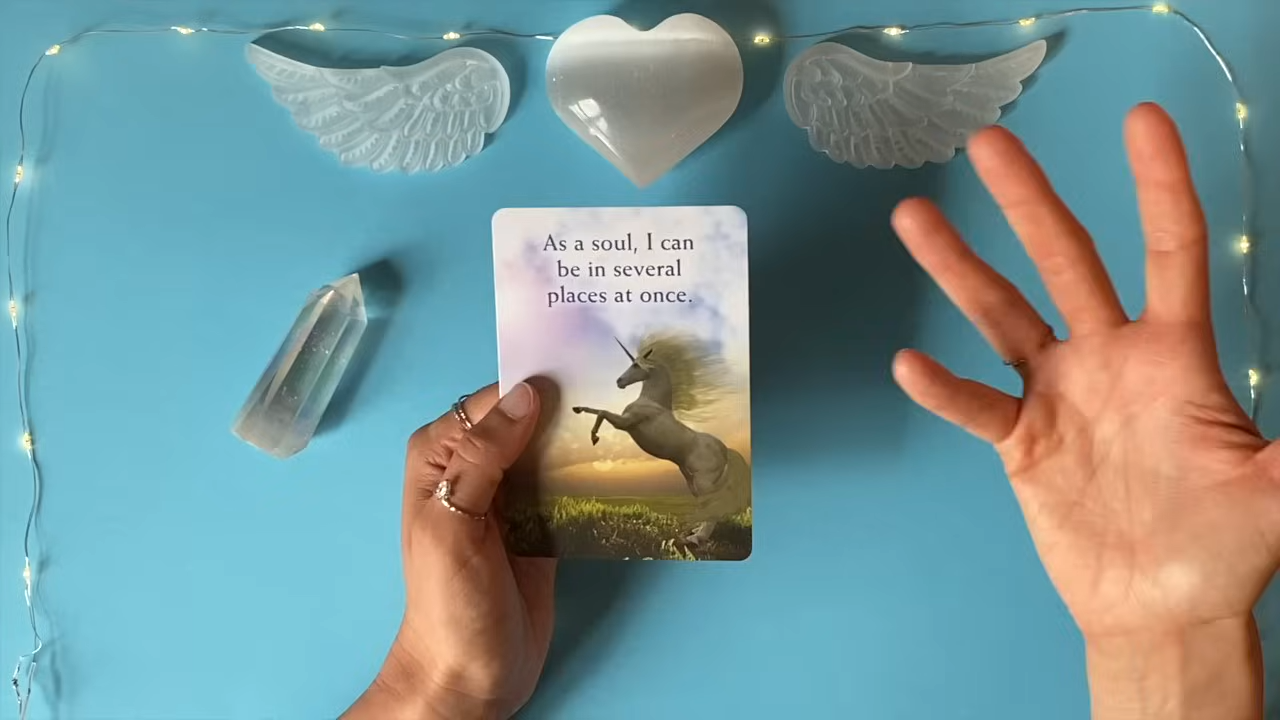 As a soul, I can
be in several
places at once.